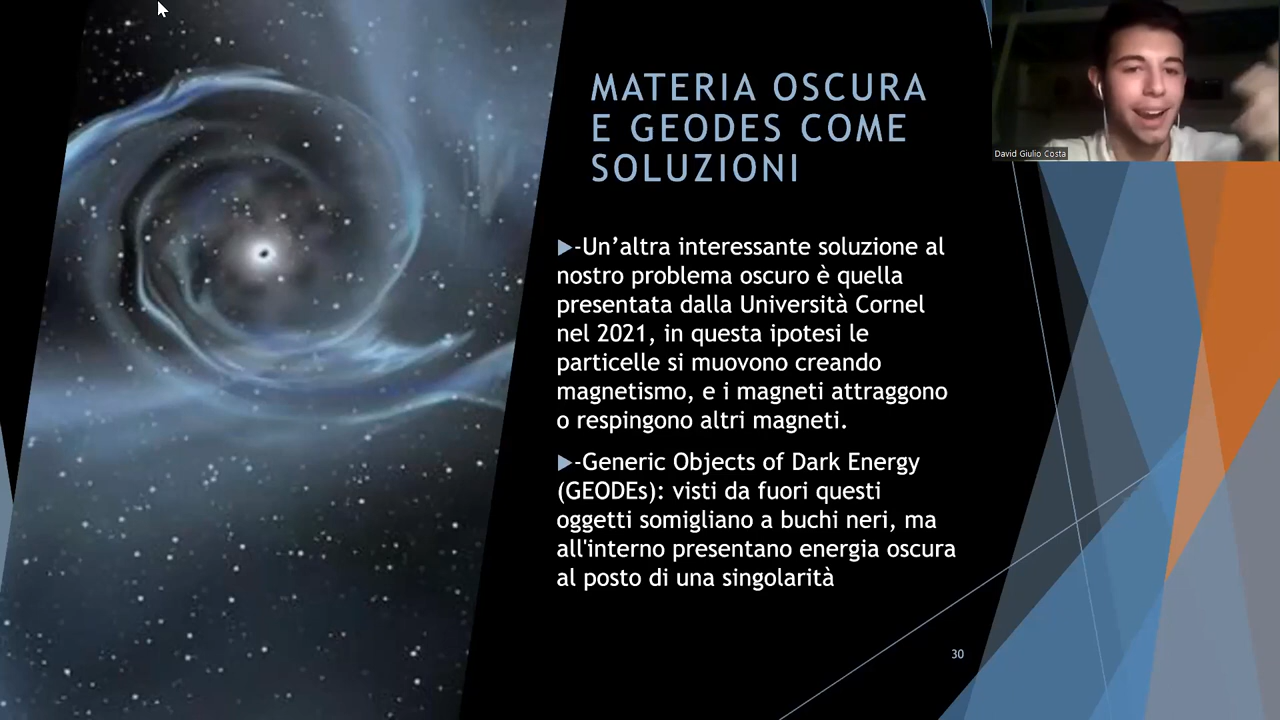 MATERIA OSCURA
E GEODES COME
SOLUZIONI
David Giulio Costa
-Un’altra interessante soluzione al
nostro problema oscuro è quella
presentata dalla Università Cornel
nel 2021, in questa ipotesi le
particelle si muovono creando
magnetismo, e i magneti attraggono
o respingono altri magneti.
-Generic Objects of Dark Energy
(GEODEs): visti da fuori questi
oggetti somigliano a buchi neri, ma
all'interno presentano energia oscura
al posto di una singolarità
30